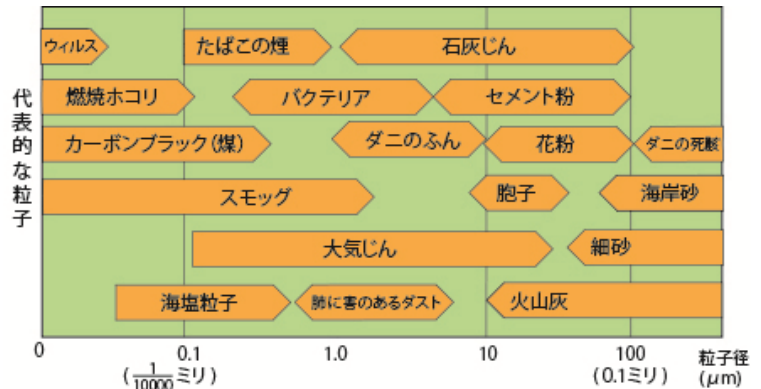 代表的な粒子
ウィルス たばこの煙 石灰じん
燃焼ホコリ バクテリア セメント粉
カーボンブラック(煤) ダニのふん 花粉 ダニの死骸
スモッグ 胞子 海岸砂
大気じん 細砂
海塩粒子 肺に害のあるダスト 火山灰
0 0.1 1.0 10 100 粒子径
(1/10000ミリ) (0.1ミリ) (μm)